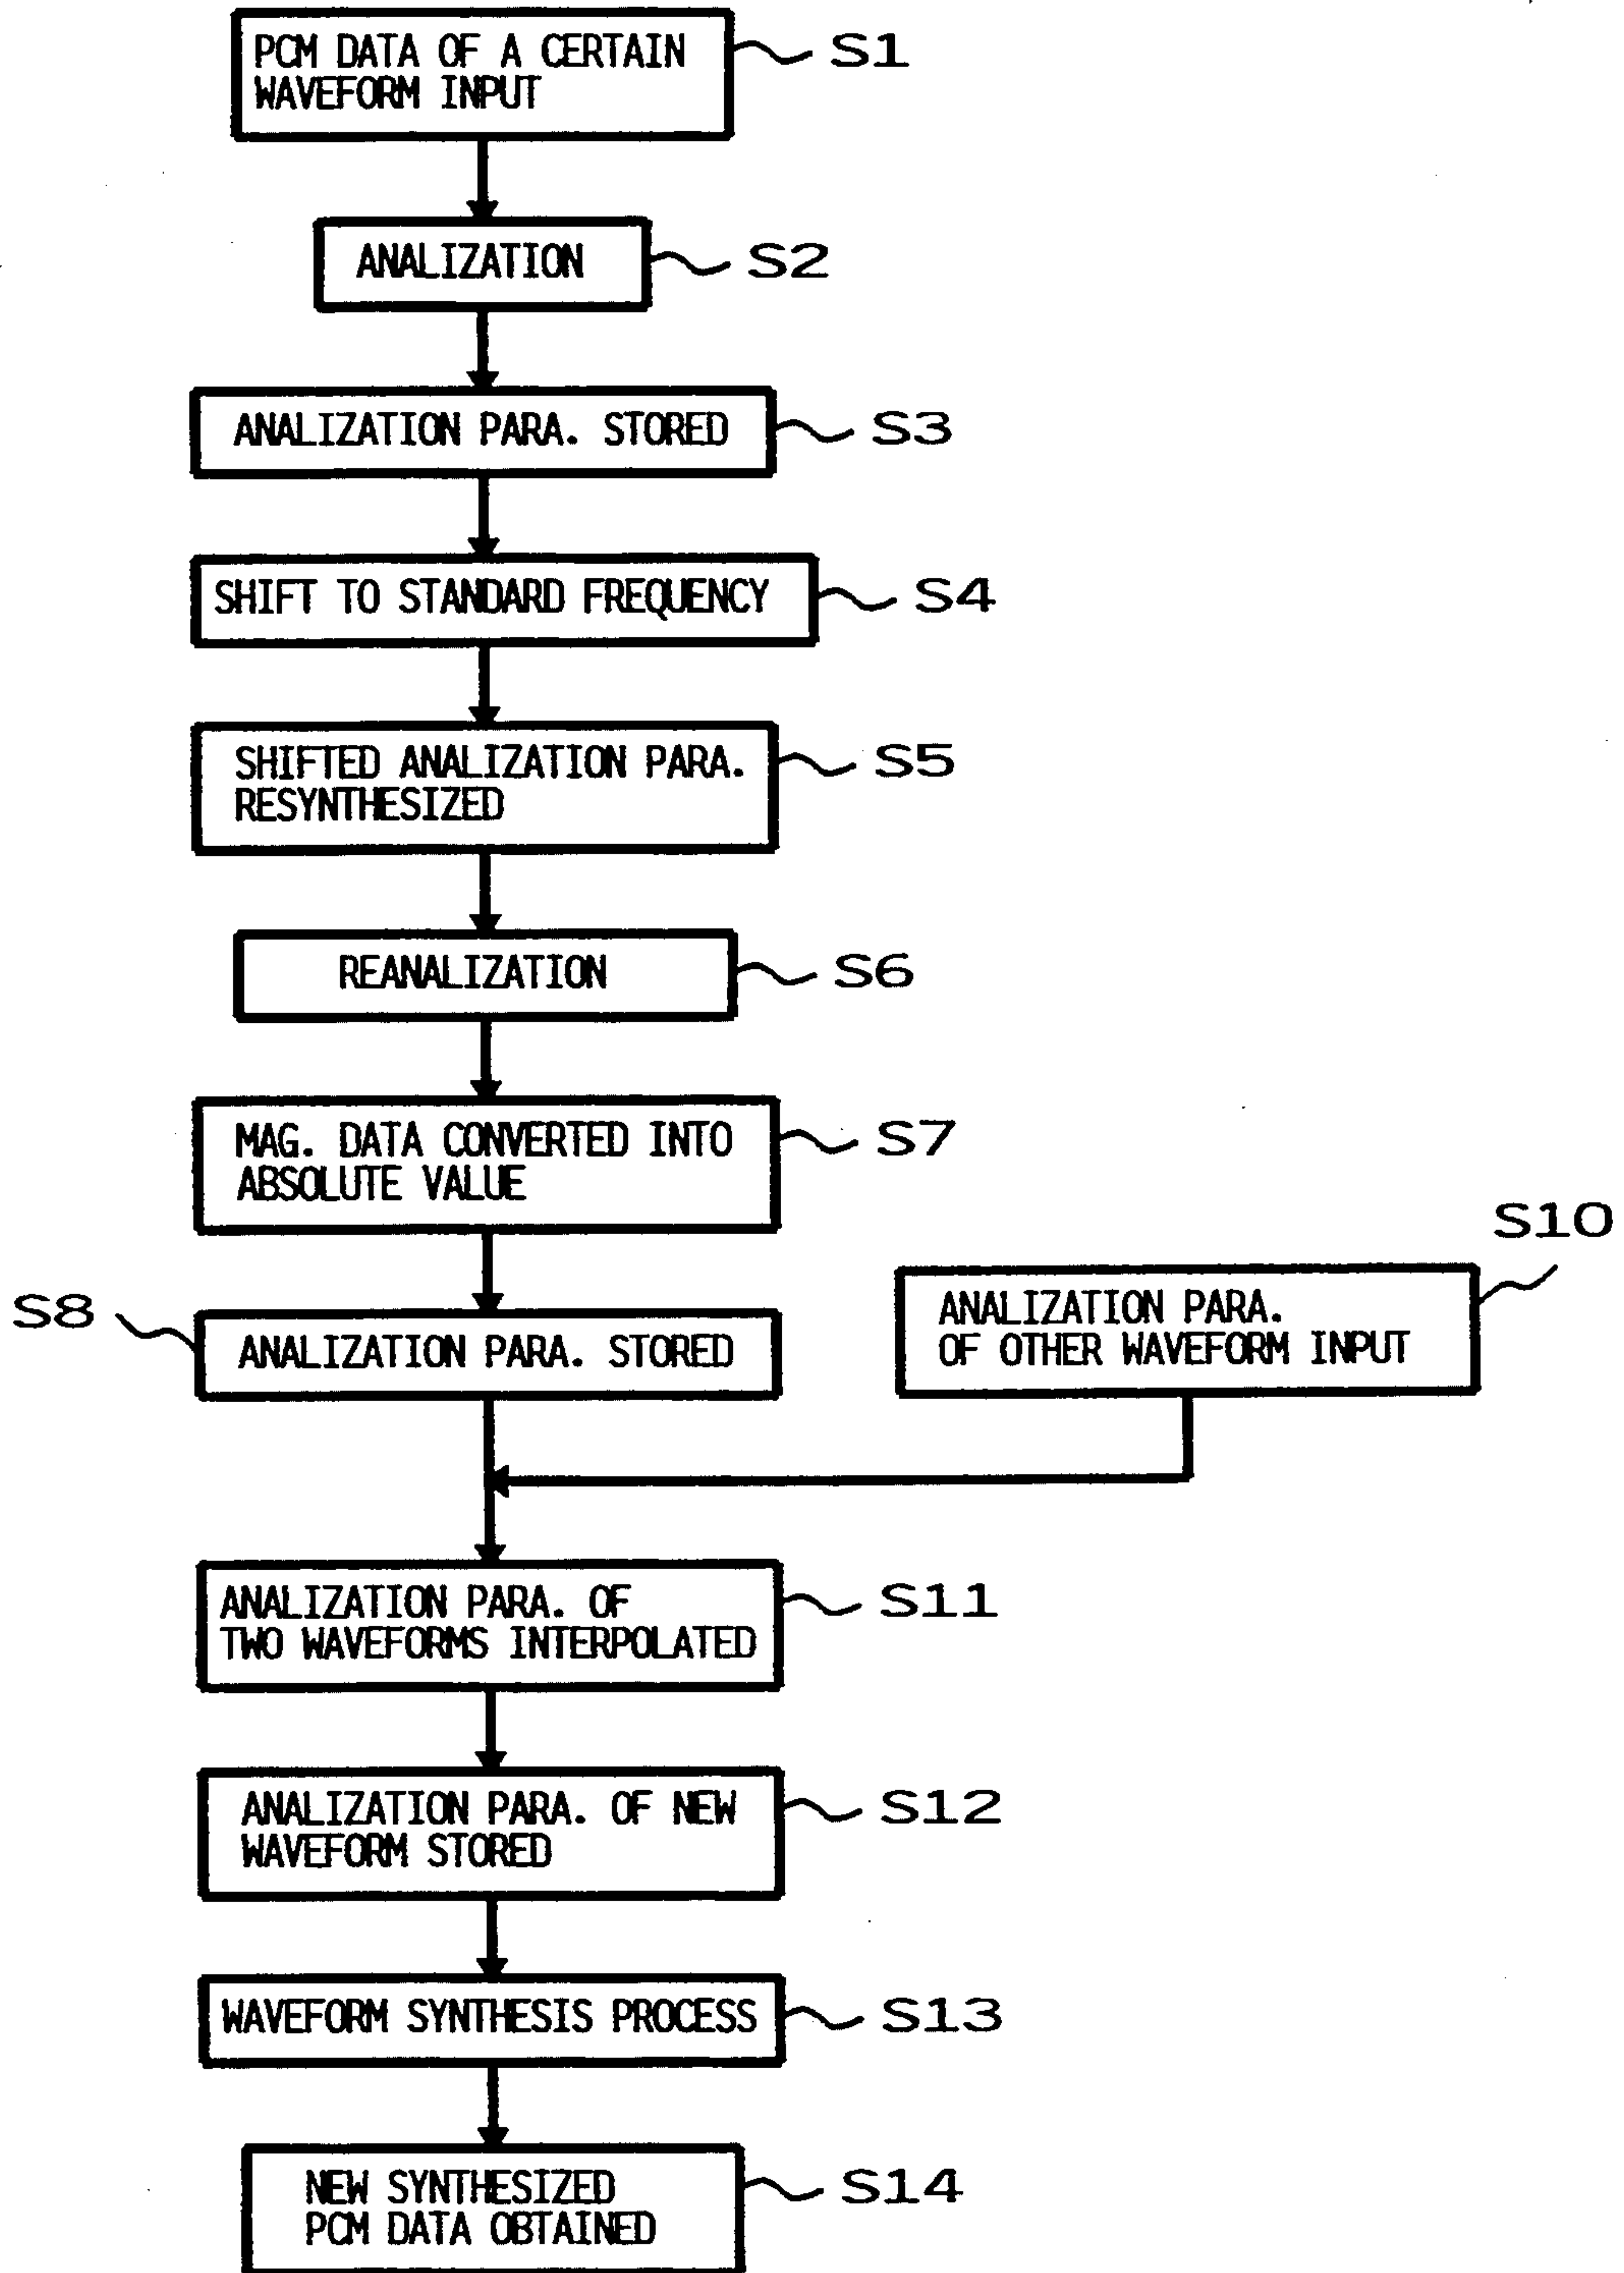 PCM DATA OF A CERTAIN
WAVEFORM INPUT
S1
ANALIZATION
S2
ANALIZATION PARA. STORED
S3
SHIFT TO STANDARD FREQUENCY
S4
SHIFTED ANALIZATION PARA.
RESYNTHESIZED
S5
REANALIZATION
S6
MAG. DATA CONVERTED INTO
ABSOLUTE VALUE
S7
S8
ANALIZATION PARA. STORED
S10
ANALIZATION PARA.
OF OTHER WAVEFORM INPUT
ANALIZATION PARA. OF
TWO WAVEFORMS INTERPOLATED
S11
ANALIZATION PARA. OF NEW
WAVEFORM STORED
S12
WAVEFORM SYNTHESIS PROCESS
S13
NEW SYNTHESIZED
PCM DATA OBTAINED
S14